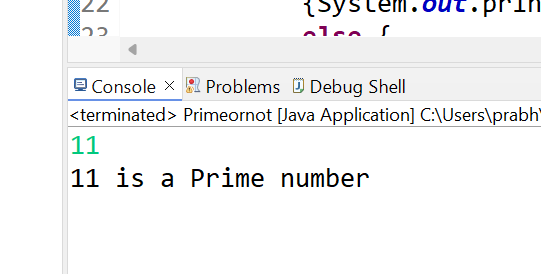 22 {System.out.prin
23 else {
Console Problems Debug Shell
<terminated> Primeornot [Java Application] C:\Users\prabh\
11
11 is a Prime number